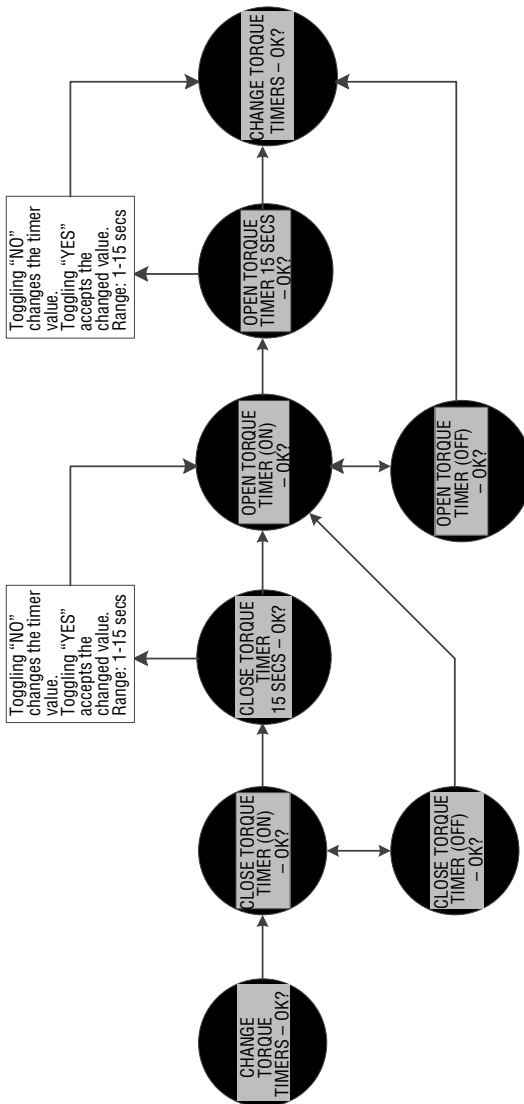 CHANGE
TORQUE
TIMERS – OK?
CLOSE TORQUE
TIMER (ON)
– OK?
CLOSE TORQUE
TIMER (OFF)
– OK?
CLOSE TORQUE
TIMER
15 SECS – OK?
Toggling “NO”
changes the timer
value.
Toggling “YES”
accepts the
changed value.
Range: 1-15 secs
OPEN TORQUE
TIMER (ON)
– OK?
OPEN TORQUE
TIMER (OFF)
– OK?
OPEN TORQUE
TIMER 15 SECS
– OK?
Toggling “NO”
changes the timer
value.
Toggling “YES”
accepts the
changed value.
Range: 1-15 secs
CHANGE TORQUE
TIMERS – OK?